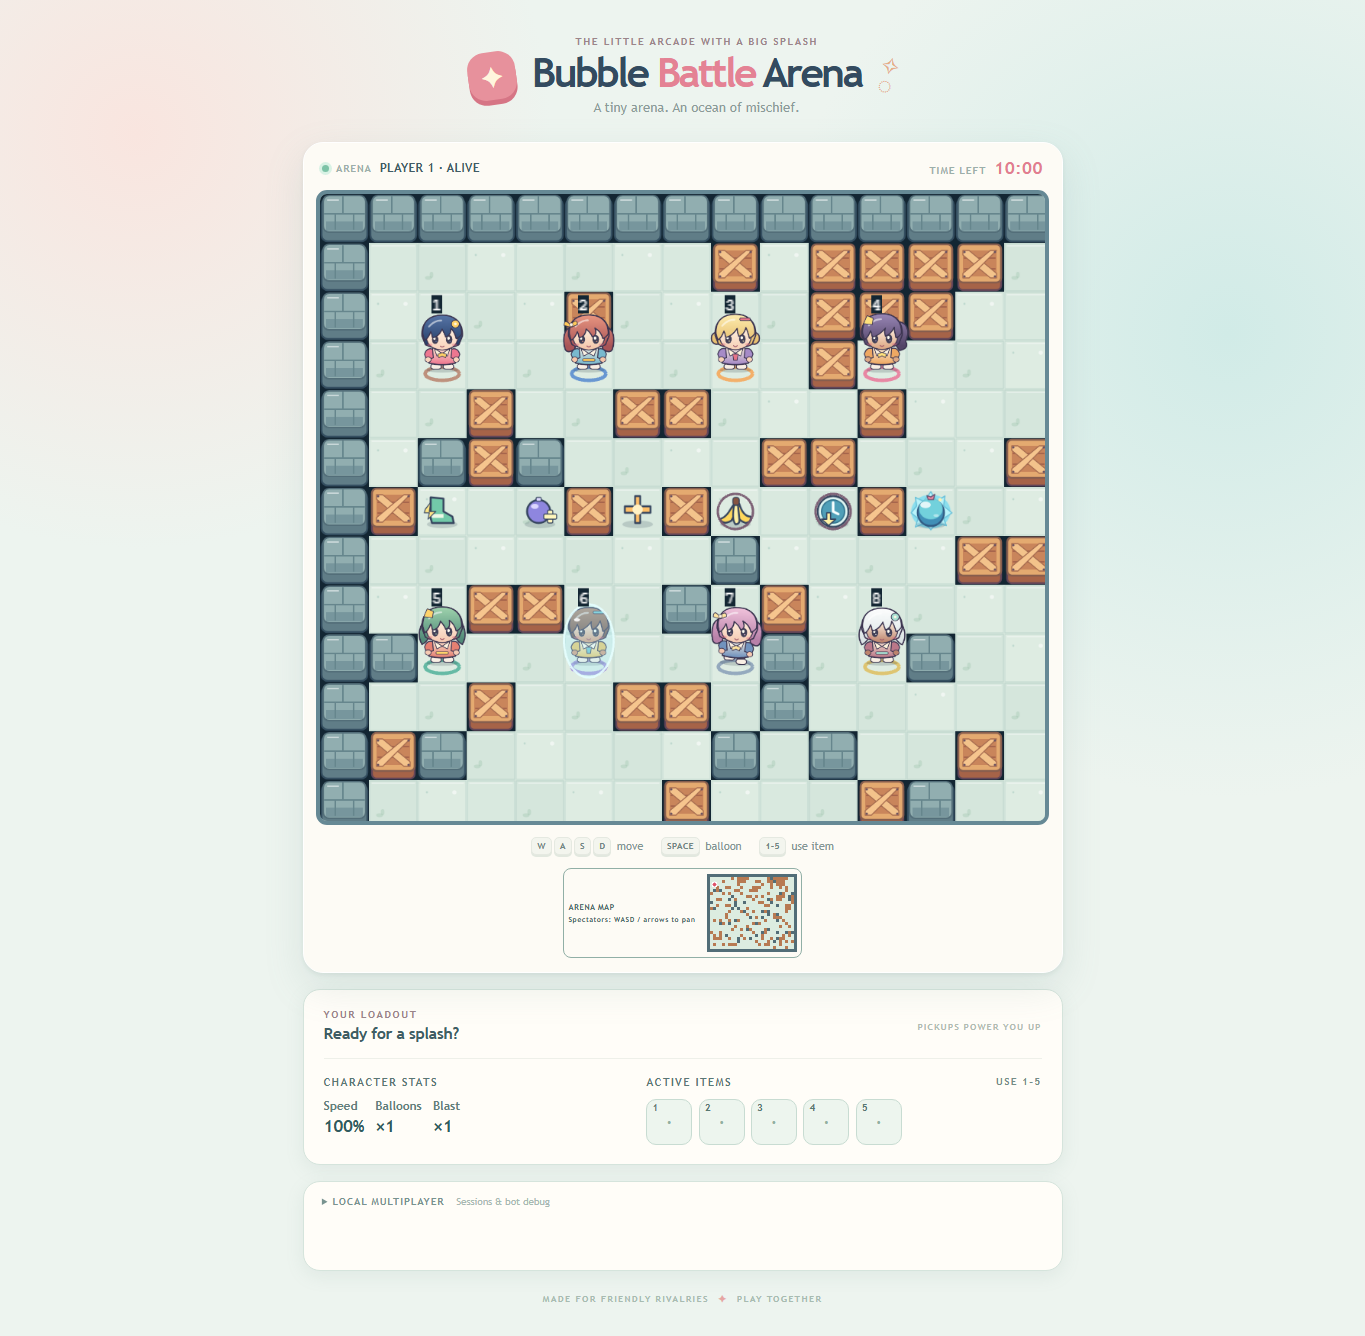 THE LITTLE ARCADE WITH A BIG SPLASH
Bubble Battle Arena
A tiny arena. An ocean of mischief.
ARENA PLAYER 1 · ALIVE
TIME LEFT 10:00
1 2 3 4
5 6 7 8
W A S D move SPACE balloon 1-5 use item
ARENA MAP
Spectators: WASD / arrows to pan
YOUR LOADOUT
Ready for a splash?
PICKUPS POWER YOU UP
CHARACTER STATS
Speed Balloons Blast
100% ×1 ×1
ACTIVE ITEMS
USE 1-5
1 2 3 4 5
▶ LOCAL MULTIPLAYER Sessions & bot debug
MADE FOR FRIENDLY RIVALRIES ✦ PLAY TOGETHER